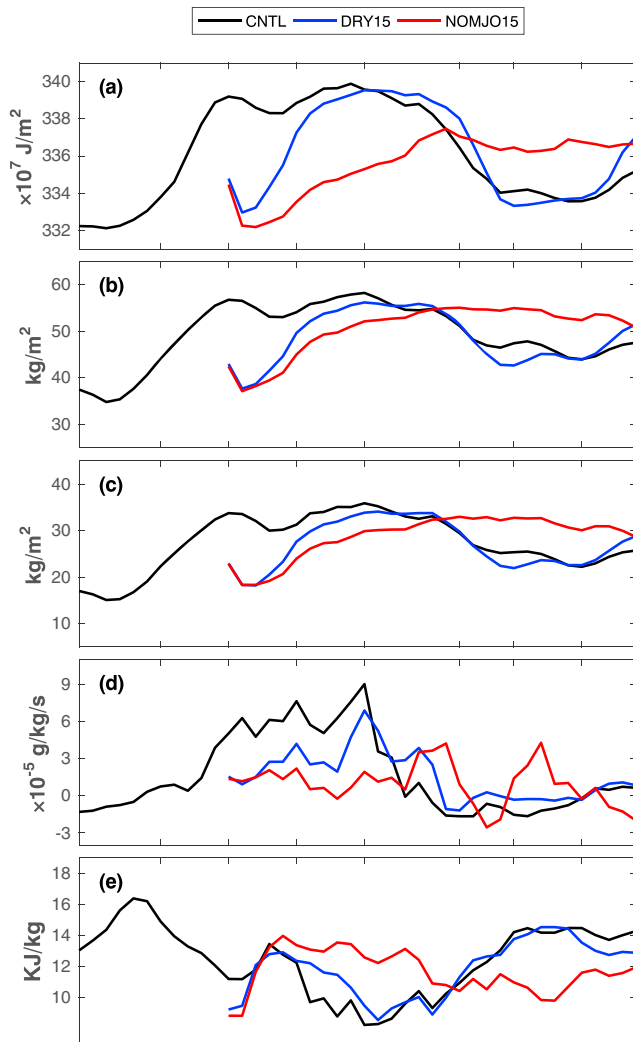 CNTL DRY15 NOMJO15
(a)
×10⁷ J/m²
340
338
336
334
332
(b)
kg/m²
60
50
40
30
(c)
kg/m²
40
30
20
10
(d)
×10⁻⁵ g/kg/s
9
6
3
0
-3
(e)
KJ/kg
18
16
14
12
10